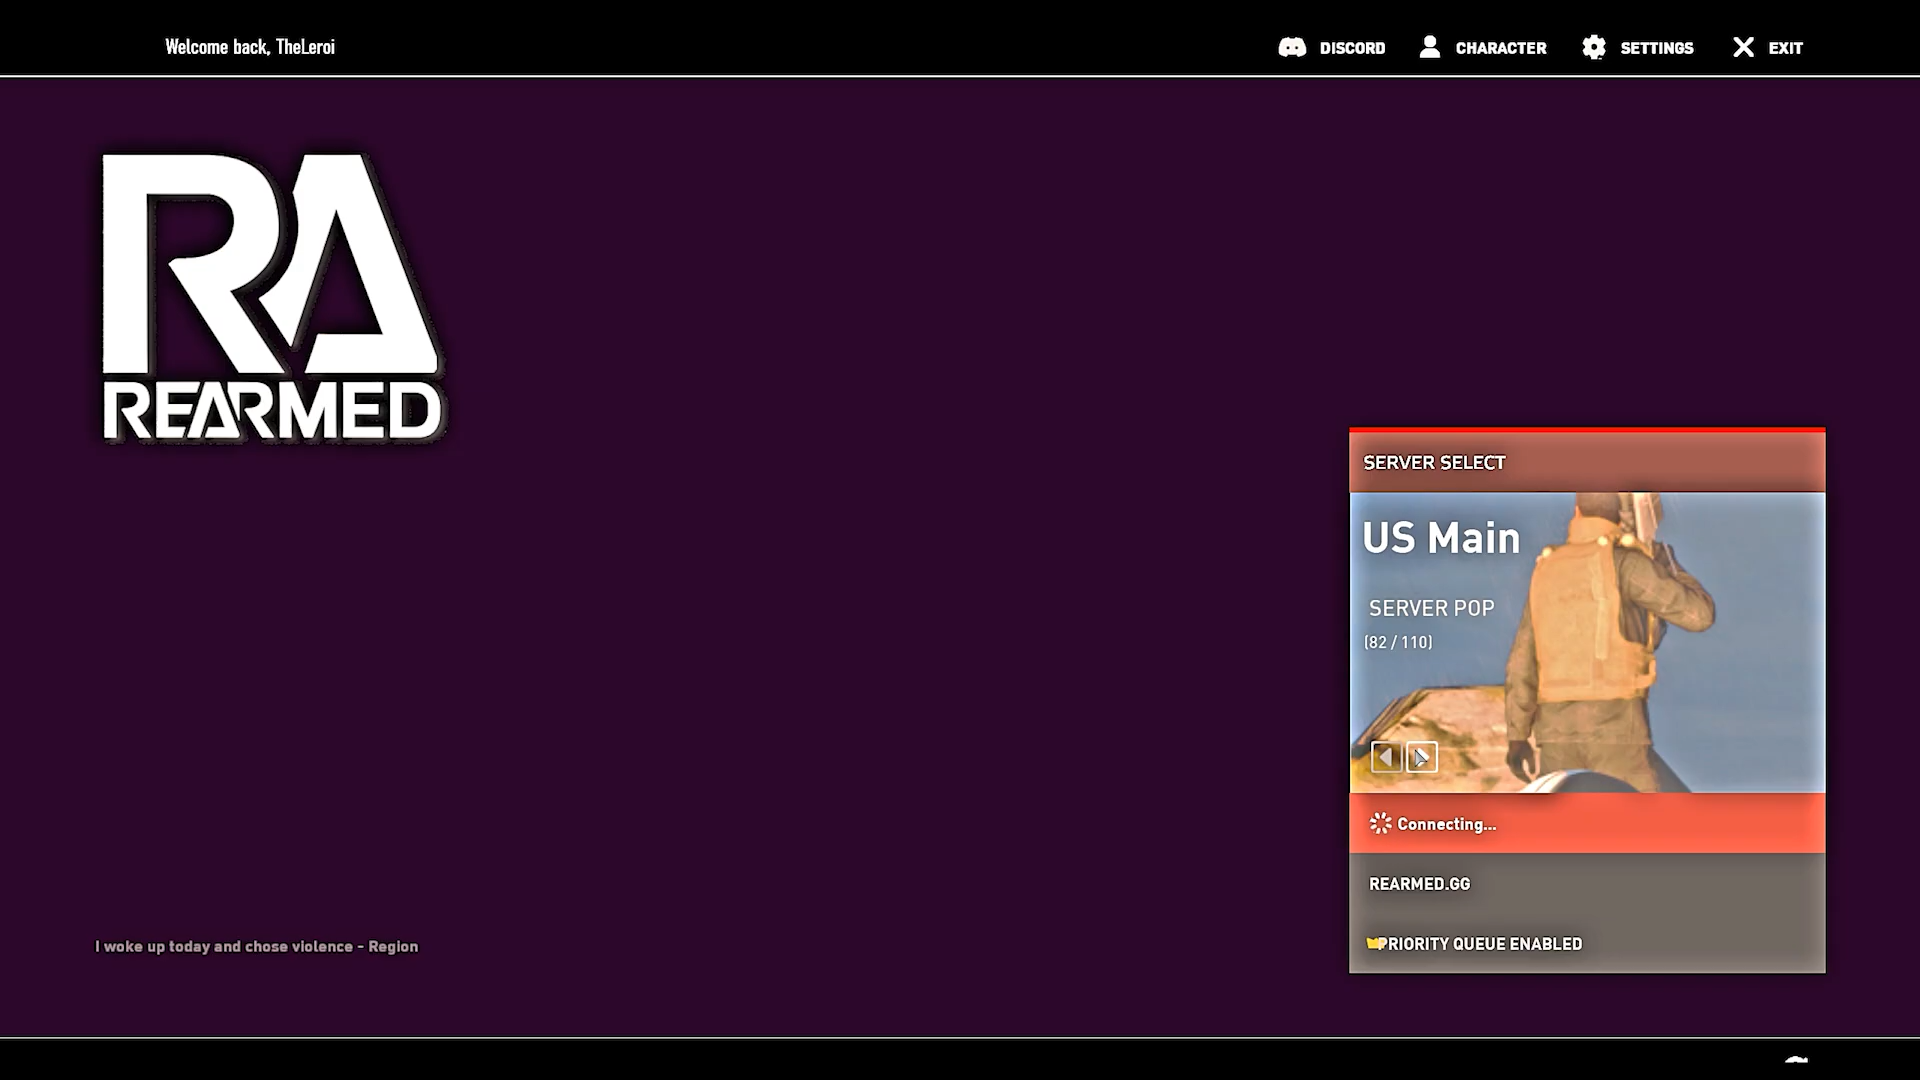 Welcome back, TheLeroi
DISCORD
CHARACTER
SETTINGS
EXIT
RA
REARMED
SERVER SELECT
US Main
SERVER POP
(82 / 110)
Connecting...
REARMED.GG
PRIORITY QUEUE ENABLED
I woke up today and chose violence - Region